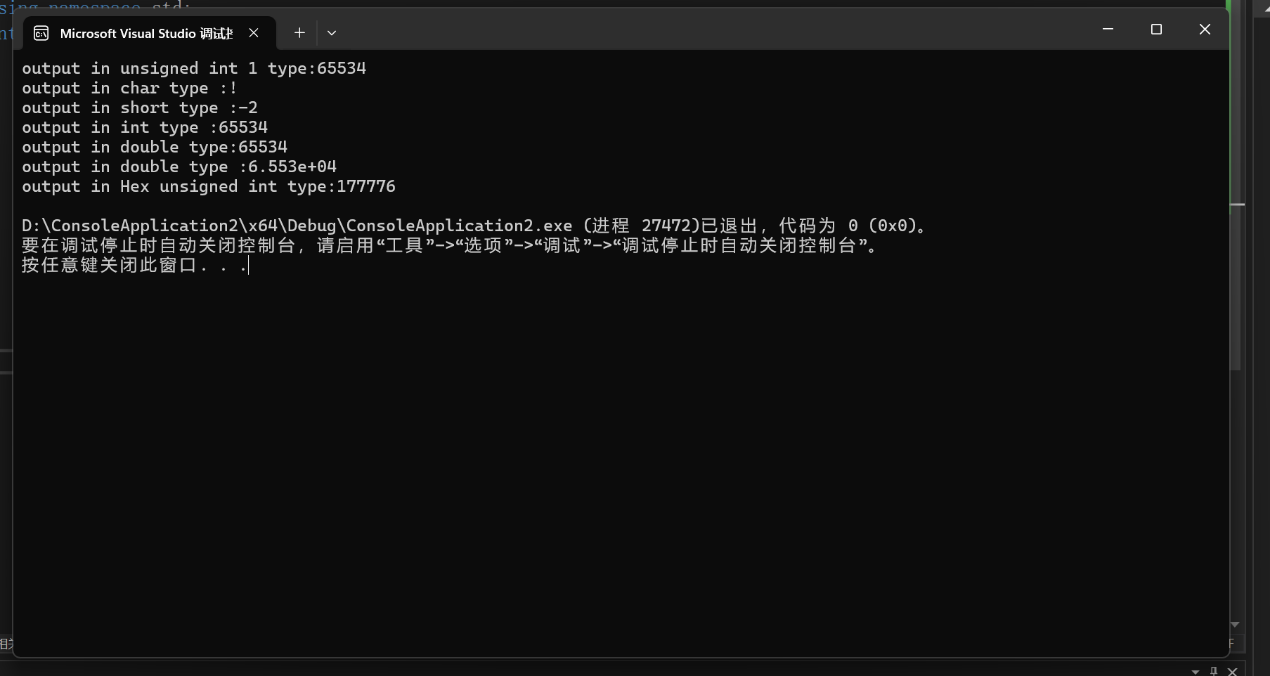 using namespace std;
Microsoft Visual Studio 调试控
output in unsigned int 1 type:65534
output in char type :!
output in short type :-2
output in int type :65534
output in double type:65534
output in double type :6.553e+04
output in Hex unsigned int type:177776
D:\ConsoleApplication2\x64\Debug\ConsoleApplication2.exe (进程 27472)已退出，代码为 0 (0x0)。
要在调试停止时自动关闭控制台，请启用“工具”->“选项”->“调试”->“调试停止时自动关闭控制台”。
按任意键关闭此窗口. . .